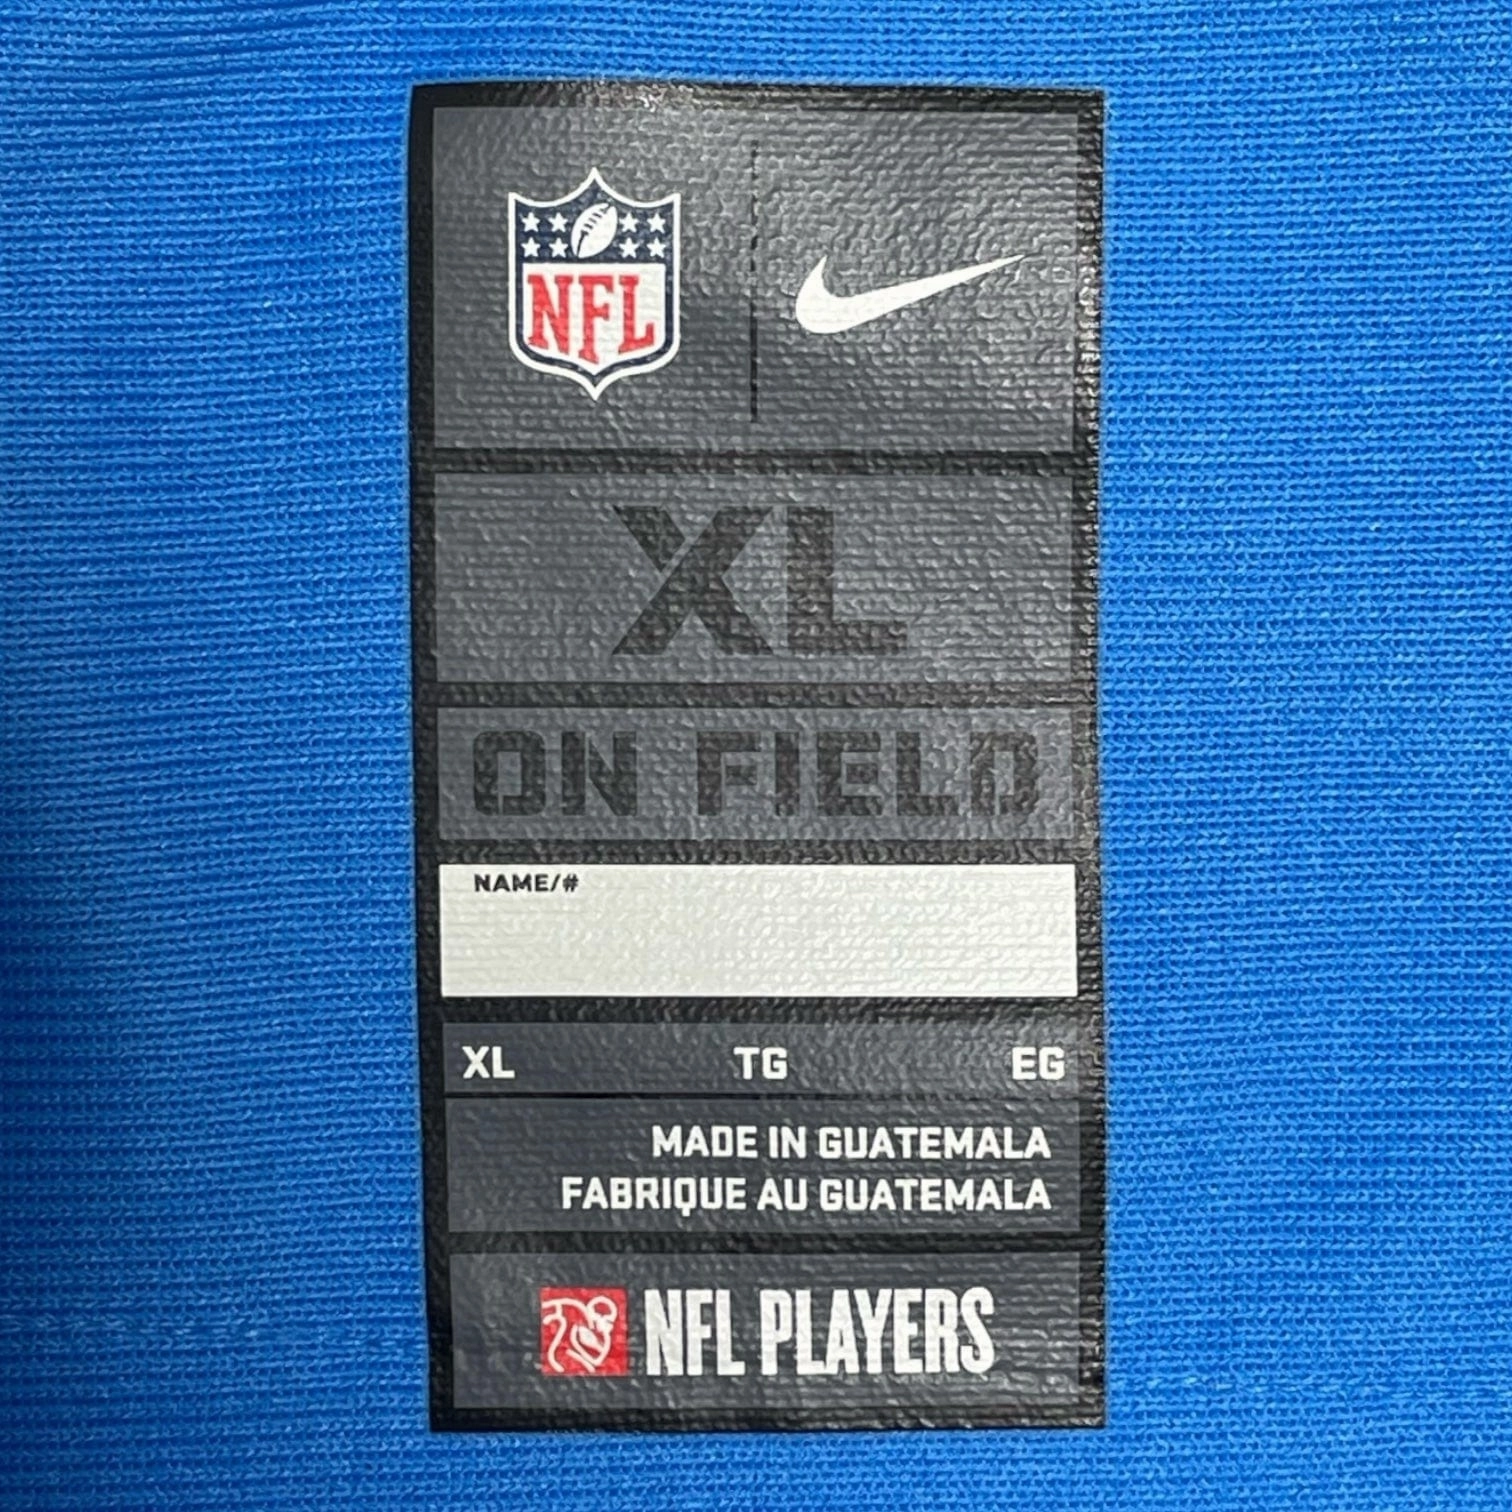 NFL
XL
ON FIELD
NAME/#
XL TG EG
MADE IN GUATEMALA
FABRIQUE AU GUATEMALA
NFL PLAYERS